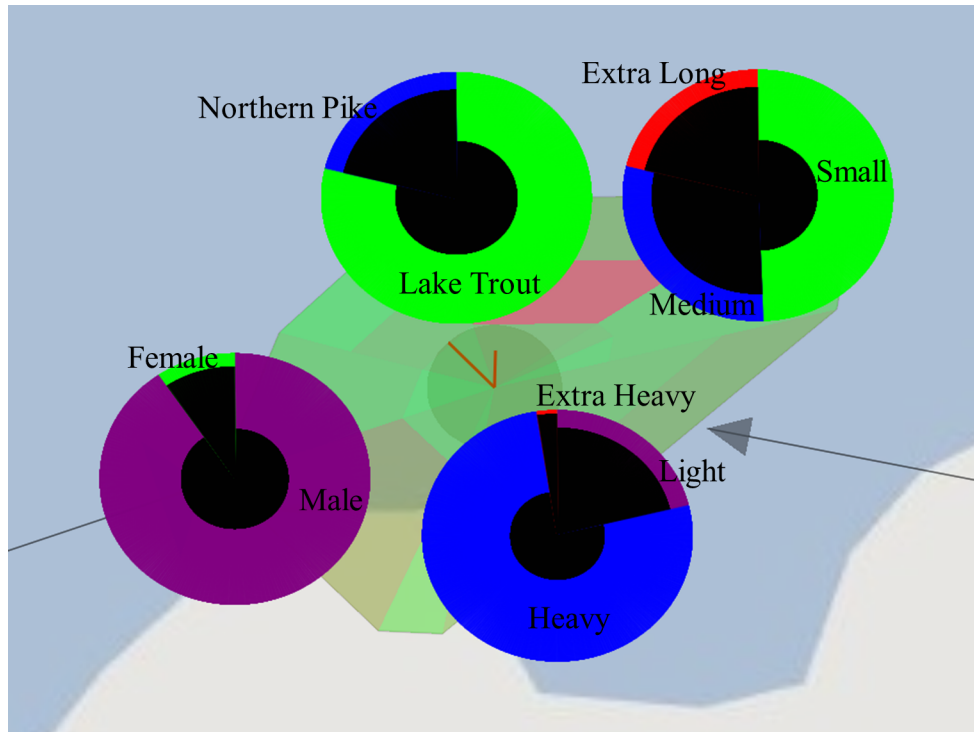 Extra Long
Northern Pike
Small
Lake Trout
Medium
Female
Extra Heavy
Light
Male
Heavy